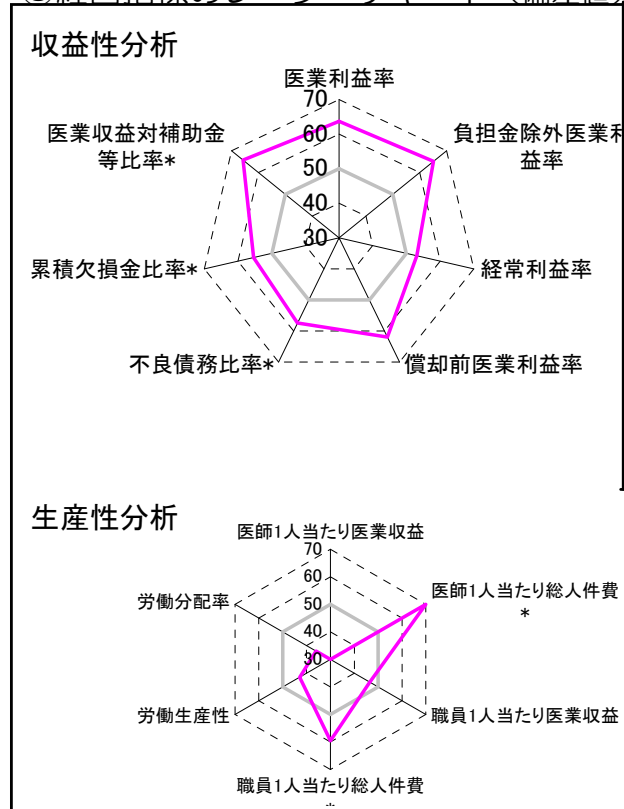 収益性分析
医業利益率
70
60
50
40
30
負担金除外医業利
益率
経常利益率
償却前医業利益率
不良債務比率*
累積欠損金比率*
医業収益対補助金
等比率*
生産性分析
医師1人当たり医業収益
70
60
50
40
30
医師1人当たり総人件費
*
職員1人当たり医業収益
職員1人当たり総人件費
*
労働生産性
労働分配率